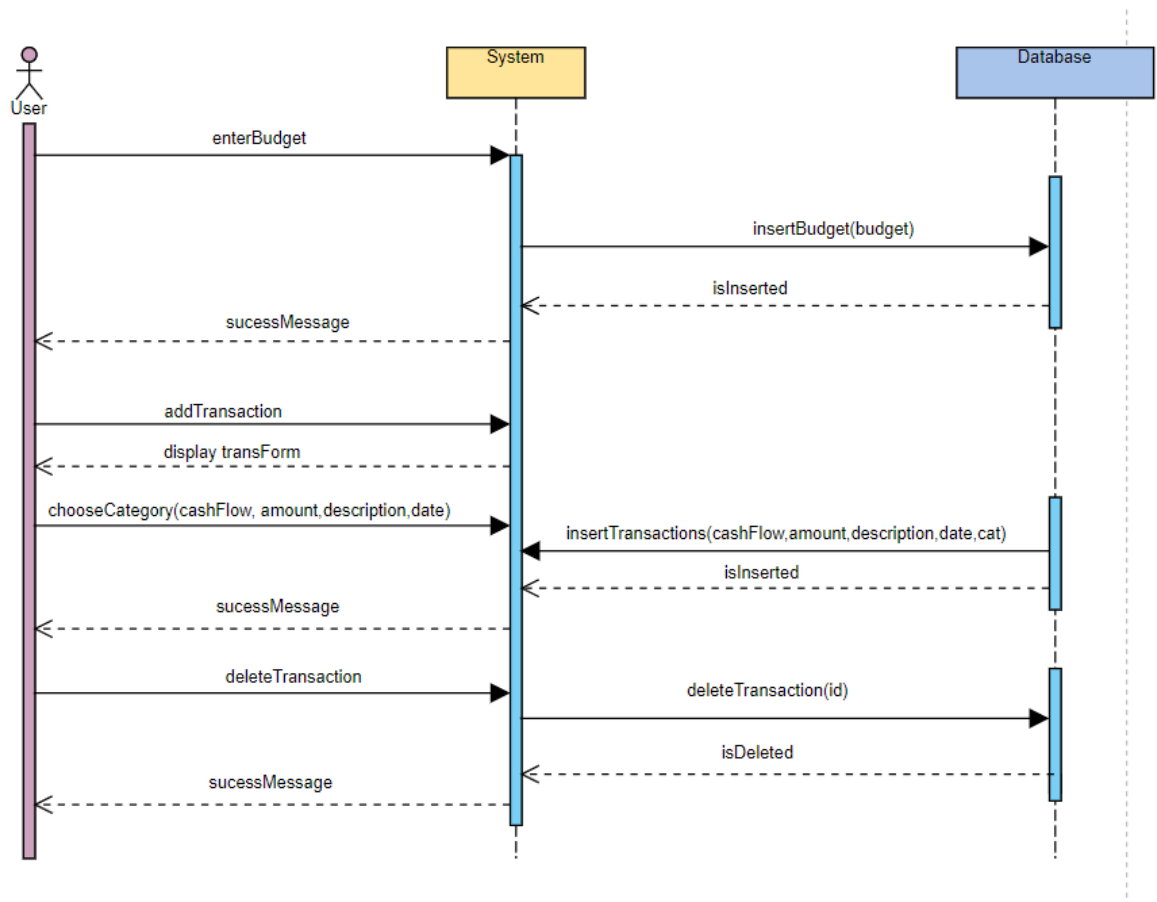 System
Database
User
enterBudget
insertBudget(budget)
isInserted
sucessMessage
addTransaction
display transForm
chooseCategory(cashFlow, amount,description,date)
insertTransactions(cashFlow,amount,description,date,cat)
isInserted
sucessMessage
deleteTransaction
deleteTransaction(id)
isDeleted
sucessMessage